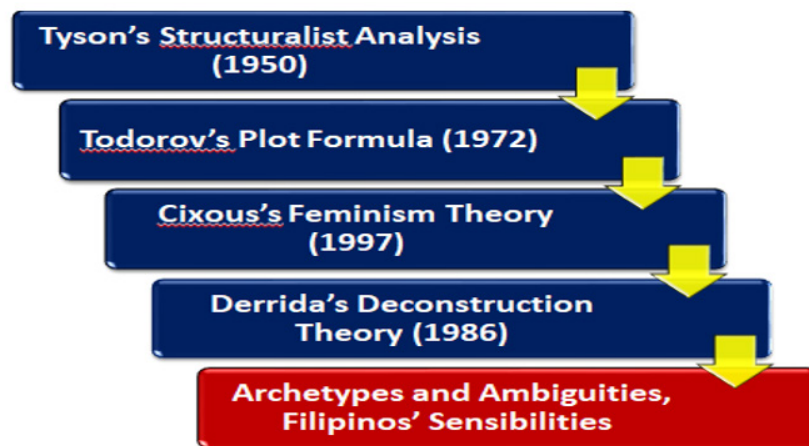 Tyson's Structuralist Analysis
(1950)
Todorov's Plot Formula (1972)
Cixous's Feminism Theory
(1997)
Derrida's Deconstruction
Theory (1986)
Archetypes and Ambiguities,
Filipinos' Sensibilities